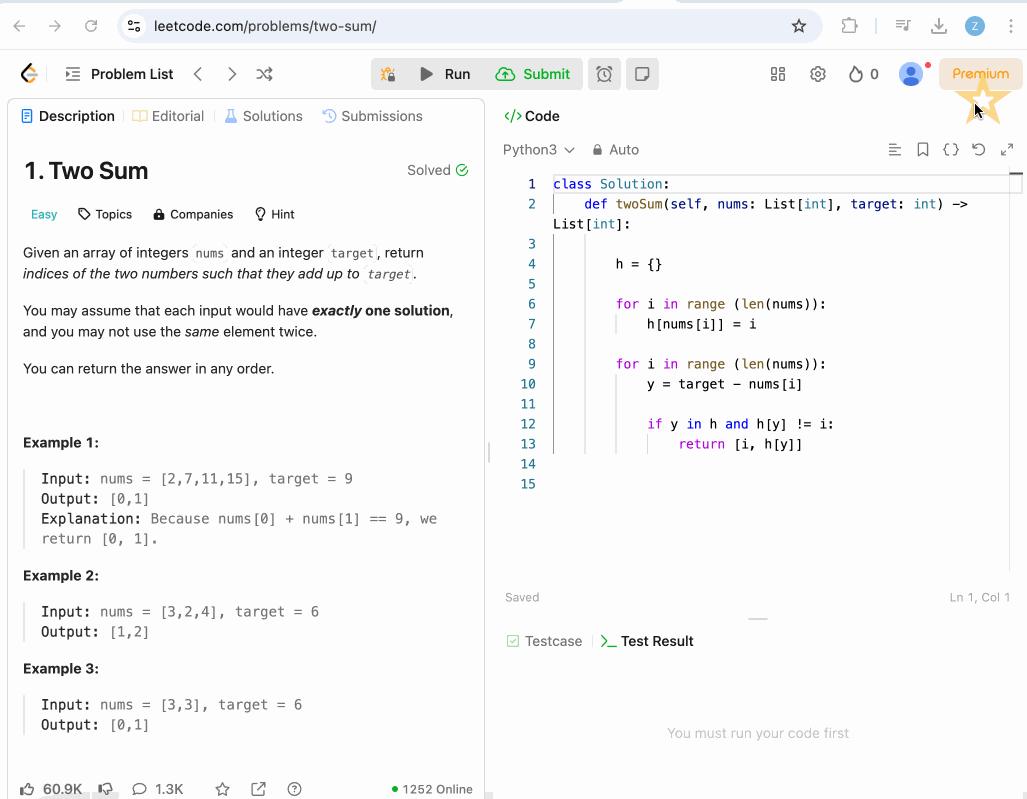 leetcode.com/problems/two-sum/
Z
Problem List
Run
Submit
0
Premium
Description
Editorial
Solutions
Submissions
1. Two Sum
Solved
Easy
Topics
Companies
Hint
Given an array of integers nums and an integer target, return
indices of the two numbers such that they add up to target.
You may assume that each input would have exactly one solution,
and you may not use the same element twice.
You can return the answer in any order.
Example 1:
Input: nums = [2,7,11,15], target = 9
Output: [0,1]
Explanation: Because nums[0] + nums[1] == 9, we
return [0, 1].
Example 2:
Input: nums = [3,2,4], target = 6
Output: [1,2]
Example 3:
Input: nums = [3,3], target = 6
Output: [0,1]
60.9K
1.3K
1252 Online
</> Code
Python3
Auto
1 class Solution:
2 def twoSum(self, nums: List[int], target: int) ->
List[int]:
3
4 h = {}
5
6 for i in range (len(nums)):
7 h[nums[i]] = i
8
9 for i in range (len(nums)):
10 y = target - nums[i]
11
12 if y in h and h[y] != i:
13 return [i, h[y]]
14
15
Saved
Ln 1, Col 1
Testcase
>_ Test Result
You must run your code first